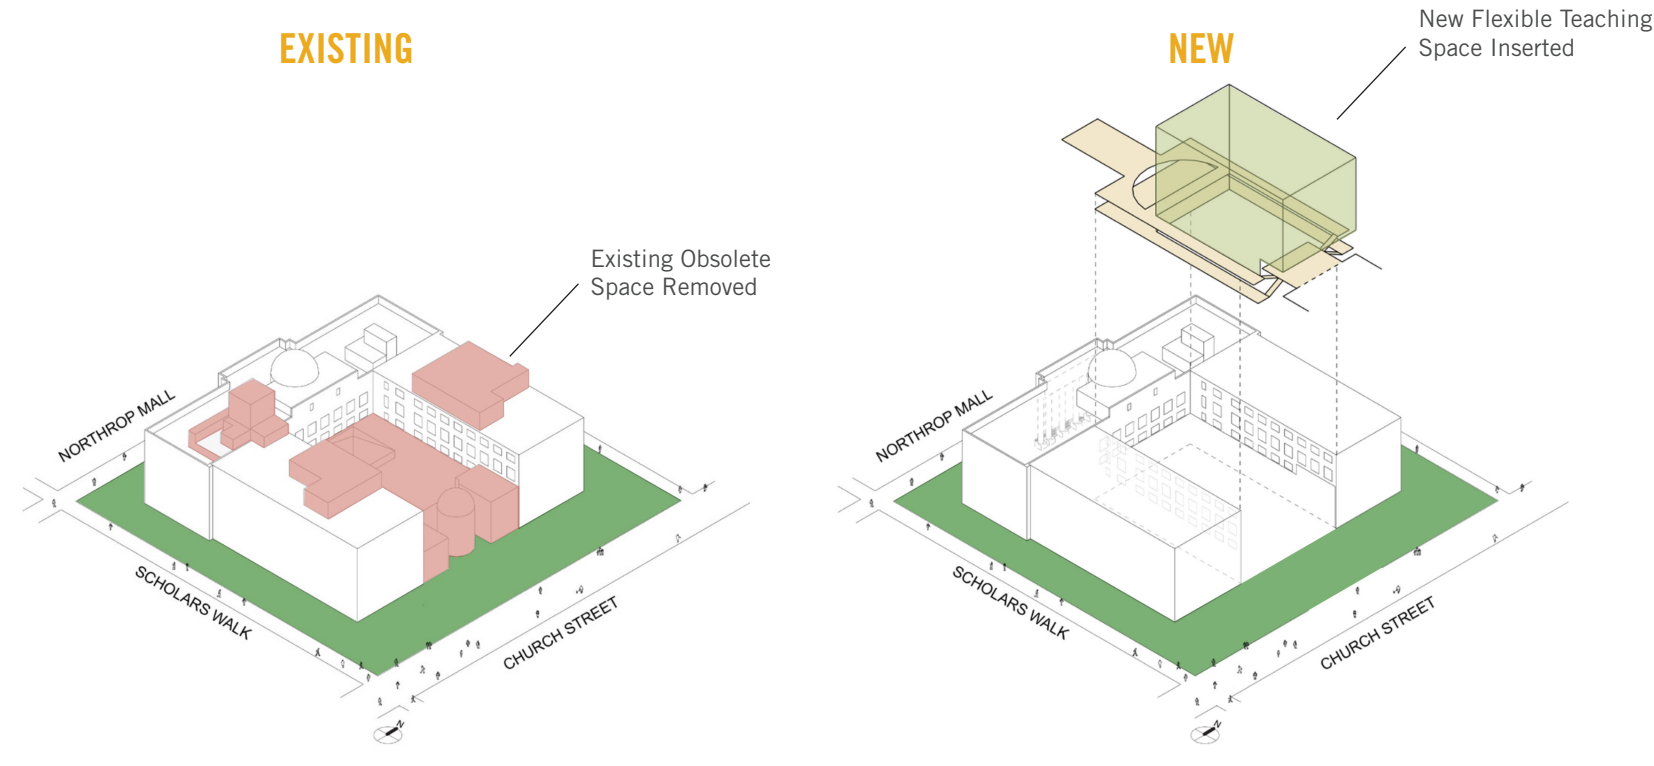 EXISTING
Existing Obsolete
Space Removed
NORTHROP MALL
SCHOLARS WALK
CHURCH STREET
N
NEW
New Flexible Teaching
Space Inserted
NORTHROP MALL
SCHOLARS WALK
CHURCH STREET
N